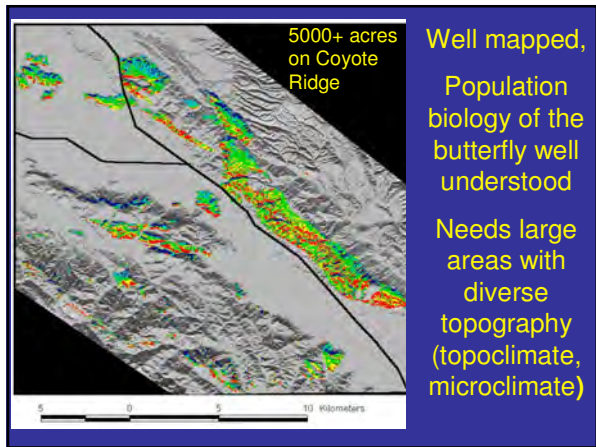 5000+ acres
on Coyote
Ridge
Well mapped,
Population
biology of the
butterfly well
understood
Needs large
areas with
diverse
topography
(topoclimate,
microclimate)
5 0 5 10 Kilometers